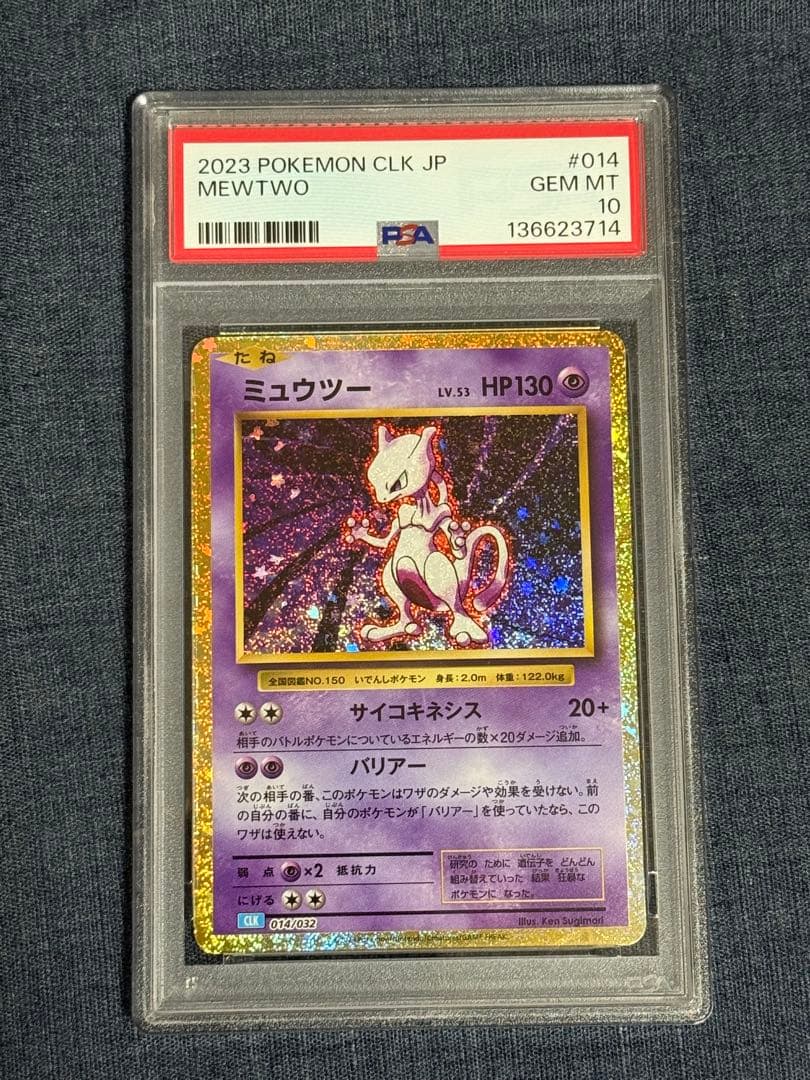 2023 POKEMON CLK JP #014
MEWTWO GEM MT
10
PSA 136623714
たね
ミュウツー LV.53 HP130
全国図鑑NO.150 いでんしポケモン 身長:2.0m 体重:122.0kg
サイコキネシス 20+
相手のバトルポケモンについているエネルギーの数×20ダメージ追加。
バリアー
次の相手の番、このポケモンはワザのダメージや効果を受けない。前
の自分の番に、自分のポケモンが「バリアー」を使っていたなら、この
ワザは使えない。
弱点 ×2 抵抗力
にげる
研究の ために 遺伝子を どんどん
組み替えていった 結果 狂暴な
ポケモンに なった。
CLK 014/032
Illus. Ken Sugimori